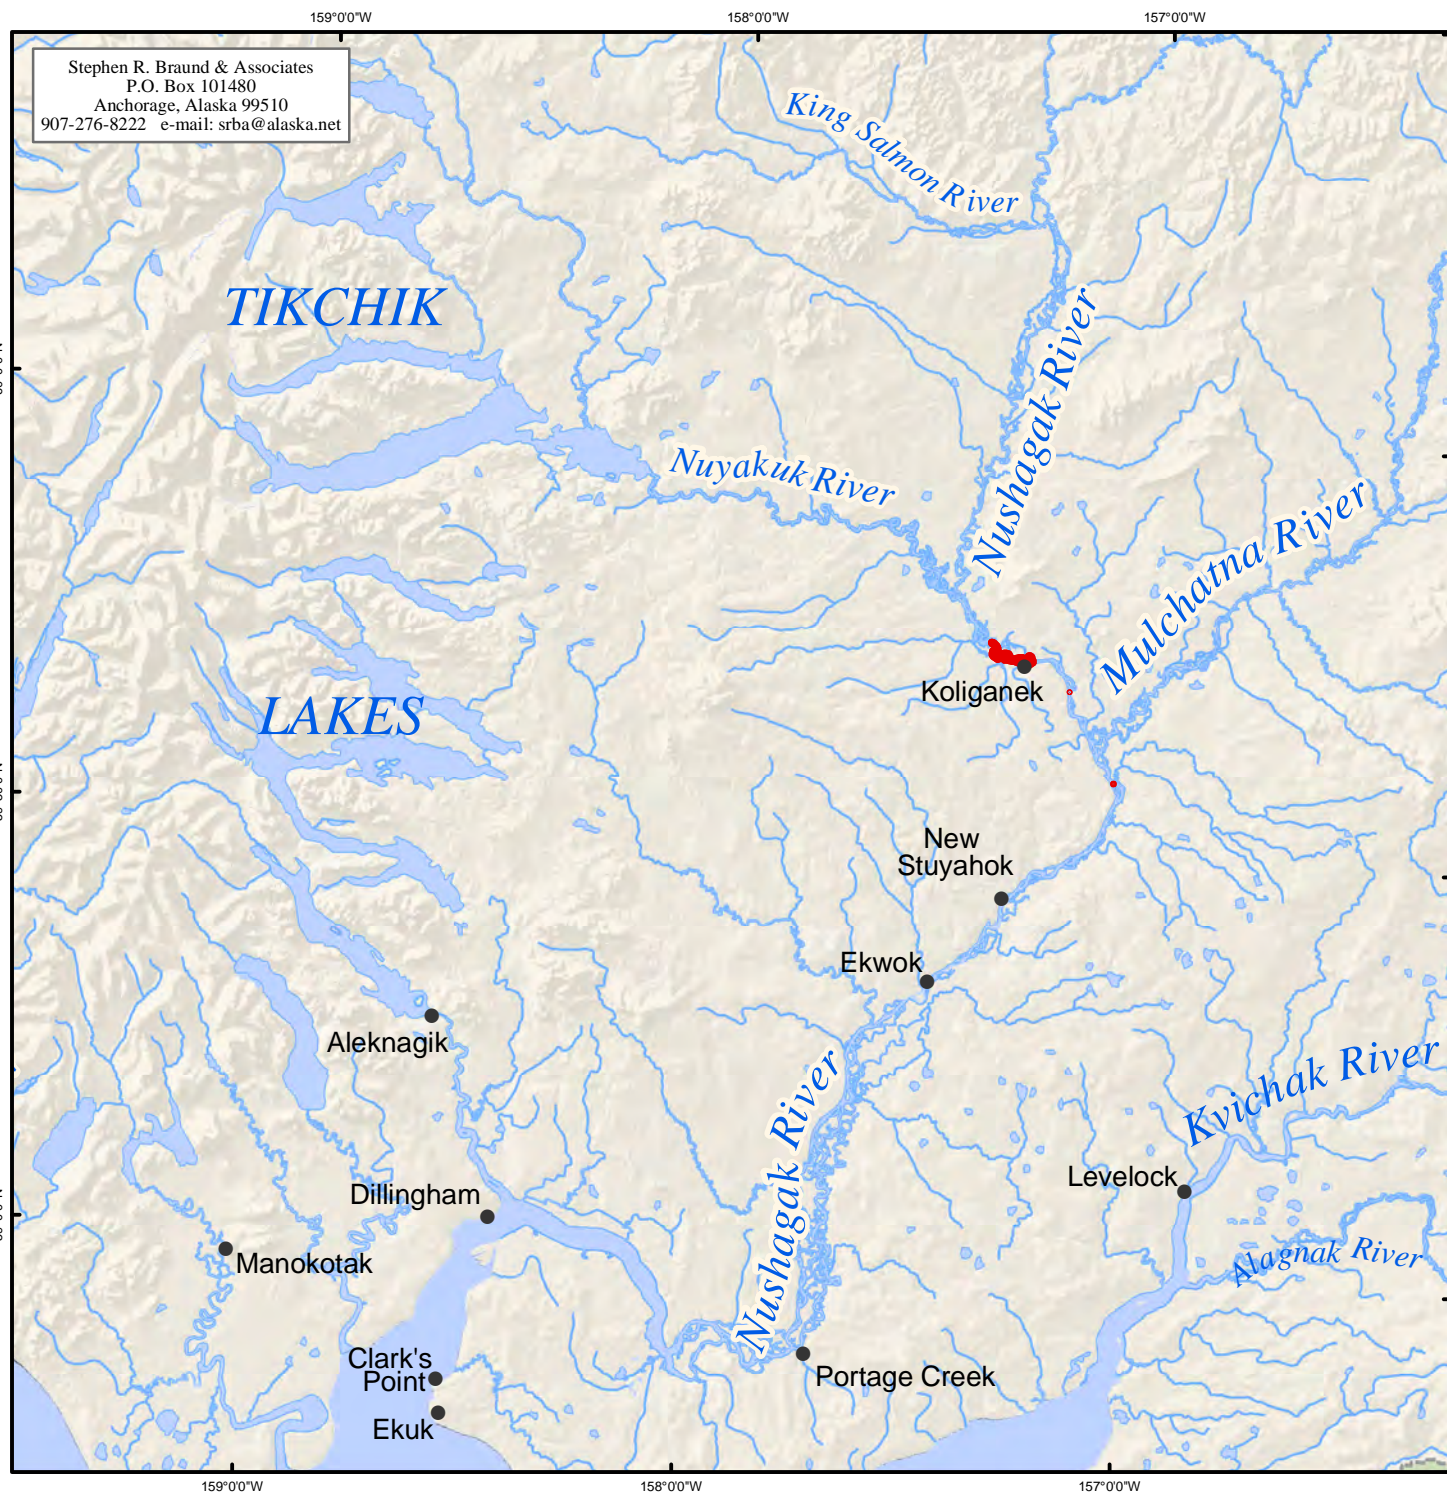 159°0'0"W
158°0'0"W
157°0'0"W
Stephen R. Braund & Associates
P.O. Box 101480
Anchorage, Alaska 99510
907-276-8222 e-mail: srba@alaska.net
King Salmon River
TIKCHIK
Nushagak River
Nuyakuk River
Mulchatna River
Koliganek
LAKES
New
Stuyahok
Ekwok
Aleknagik
Kvichak River
Nushagak River
Levelock
Dillingham
Manokotak
Alagnak River
Clark's
Point
Portage Creek
Ekuk
159°0'0"W
158°0'0"W
157°0'0"W